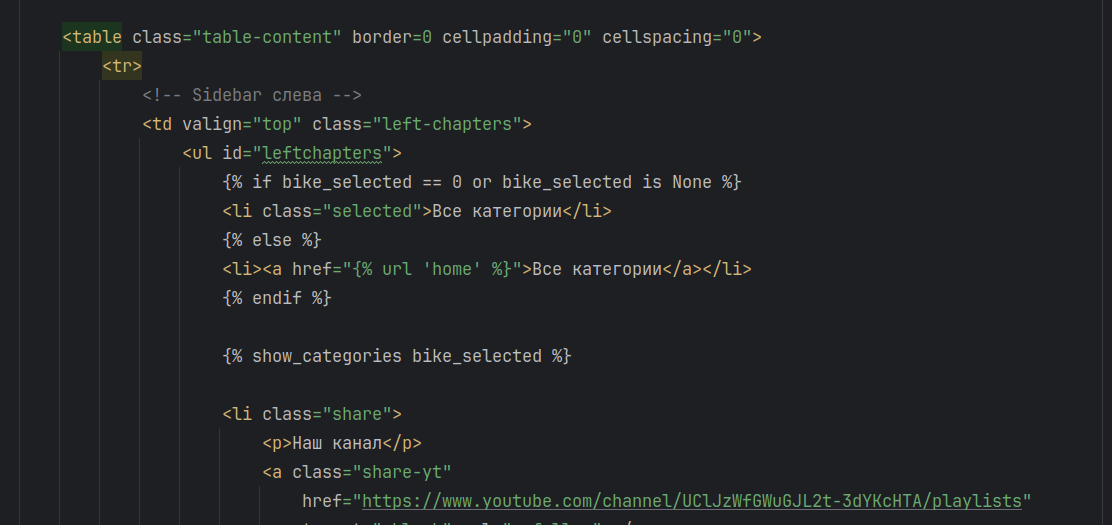 <table class="table-content" border=0 cellpadding="0" cellspacing="0">
<tr>
<!-- Sidebar слева -->
<td valign="top" class="left-chapters">
<ul id="leftchapters">
{% if bike_selected == 0 or bike_selected is None %}
<li class="selected">Все категории</li>
{% else %}
<li><a href="{% url 'home' %}">Все категории</a></li>
{% endif %}
{% show_categories bike_selected %}
<li class="share">
<p>Наш канал</p>
<a class="share-yt"
href="https://www.youtube.com/channel/UClJzWfGWuGJL2t-3dYKcHTA/playlists"